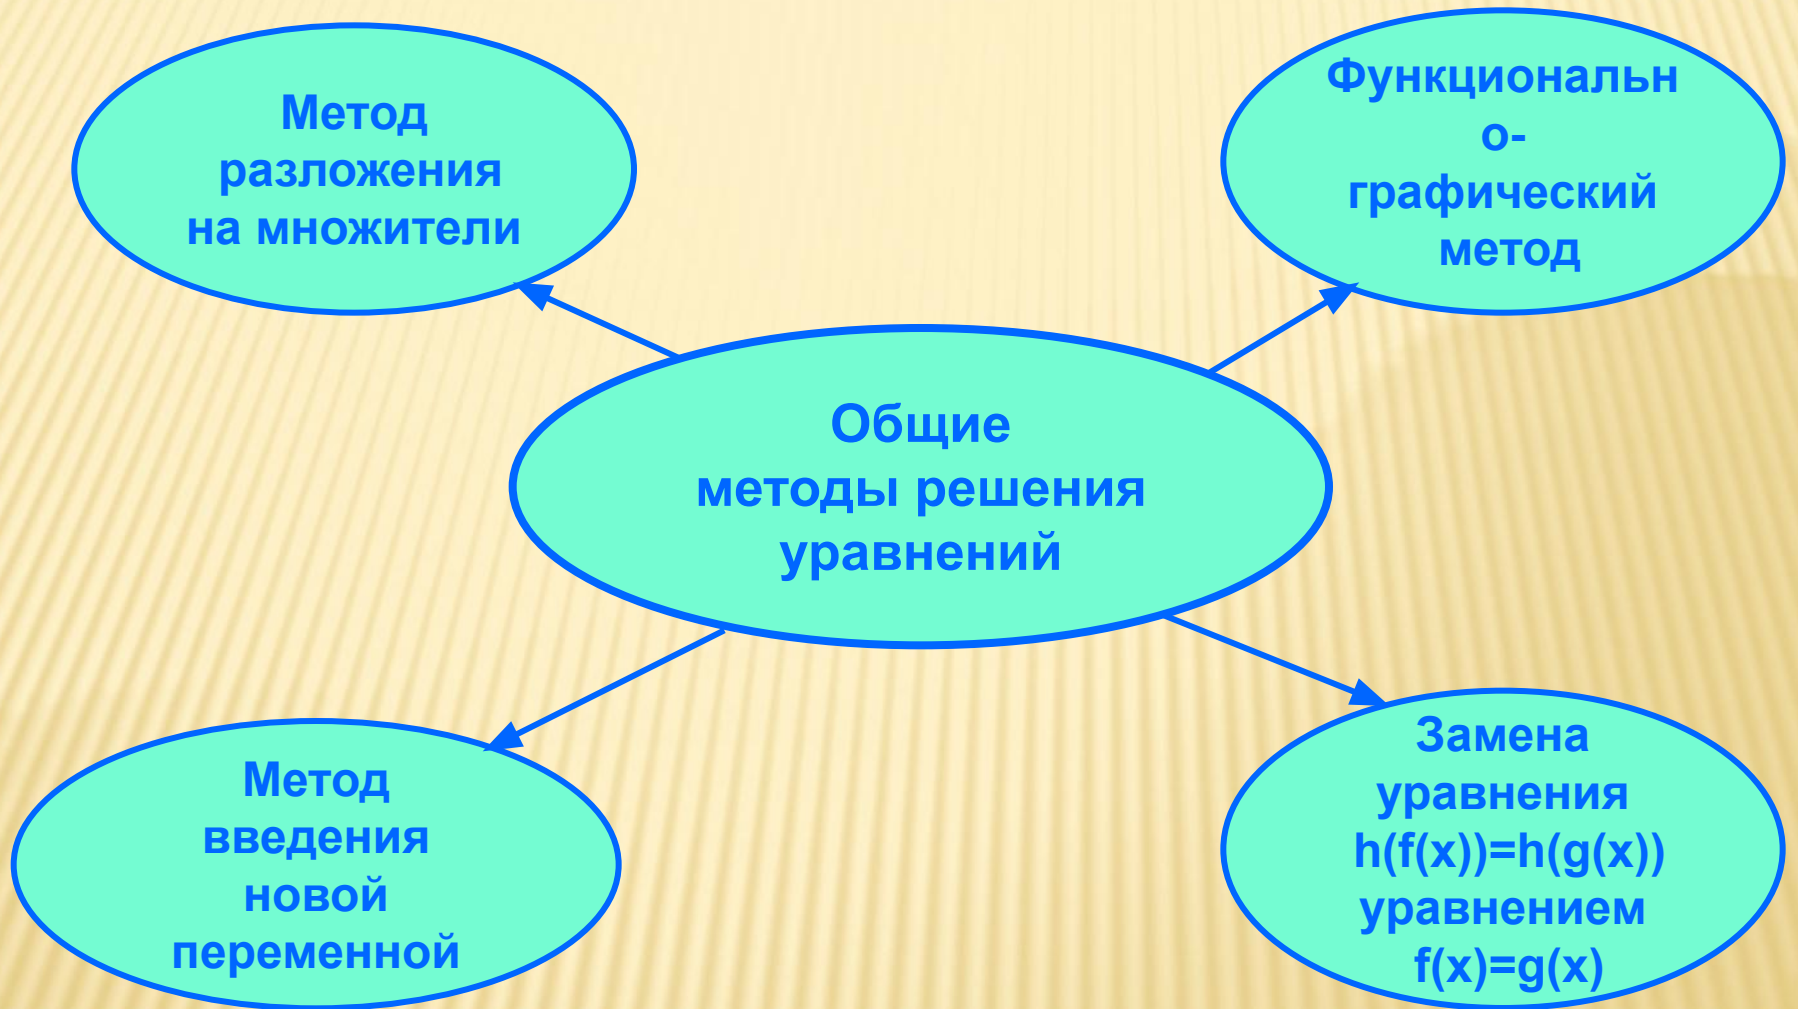 Метод
разложения
на множители
Функциональн
о-
графический
метод
Общие
методы решения
уравнений
Метод
введения
новой
переменной
Замена
уравнения
h(f(x))=h(g(x))
уравнением
f(x)=g(x)